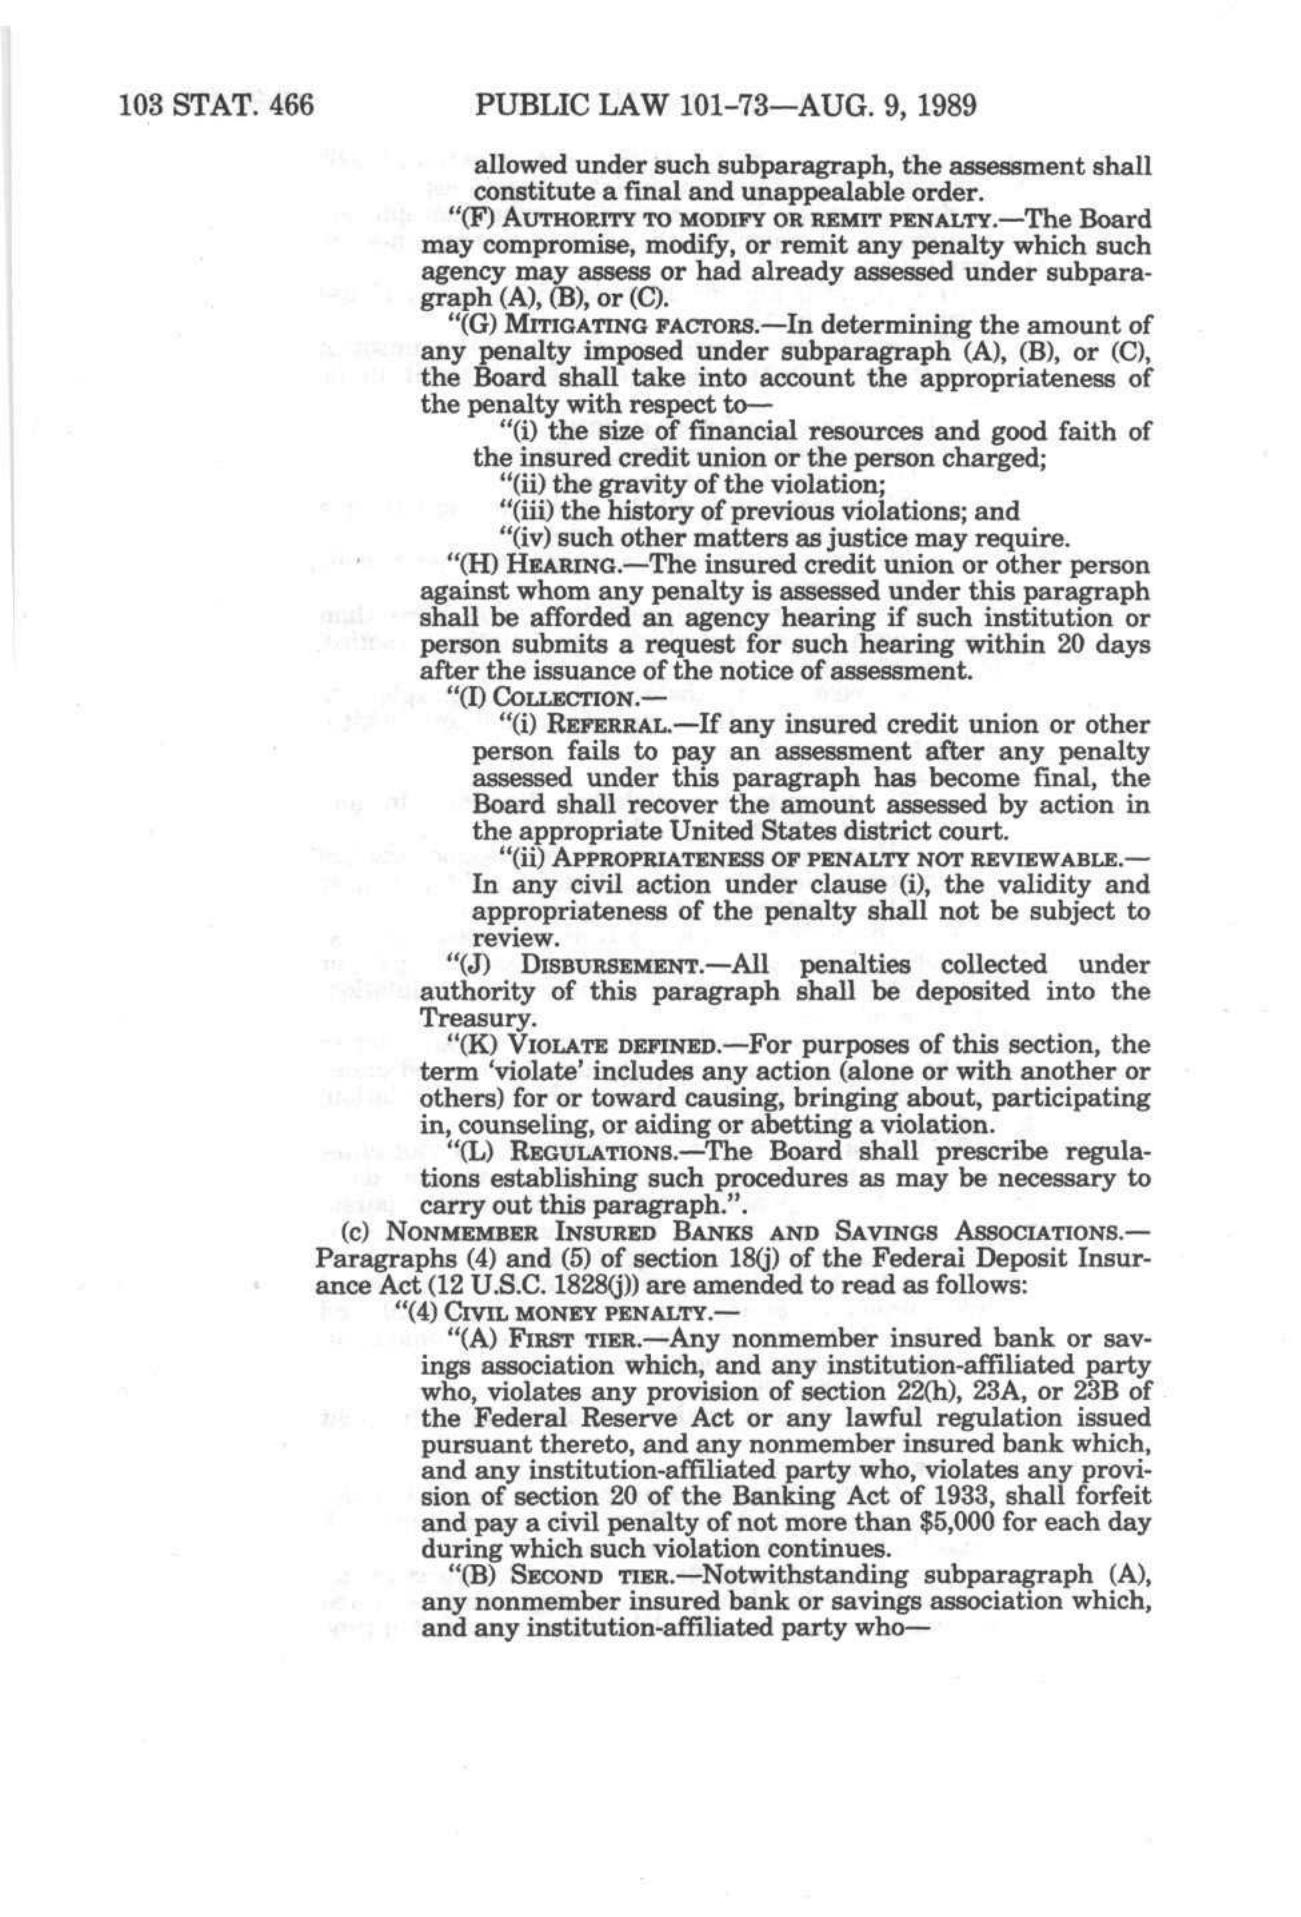 103 STAT. 466 PUBLIC LAW 101-73—AUG. 9, 1989
allowed under such subparagraph, the assessment shall
constitute a final and unappealable order.
"(F) AUTHORITY TO MODIFY OR REMIT PENALTY.—The Board
may compromise, modify, or remit any penalty which such
agency may assess or had already assessed under subpara-
graph (A), (B), or (C).
"(G) MITIGATING FACTORS.—In determining the amount of
any penalty imposed under subparagraph (A), (B), or (C),
the Board shall take into account the appropriateness of
the penalty with respect to—
"(i) the size of financial resources and good faith of
the insured credit union or the person charged;
"(ii) the gravity of the violation;
"(iii) the history of previous violations; and
"(iv) such other matters as justice may require.
"(H) HEARING.—The insured credit union or other person
against whom any penalty is assessed under this paragraph
shall be afforded an agency hearing if such institution or
person submits a request for such hearing within 20 days
after the issuance of the notice of assessment.
"(I) COLLECTION.—
"(i) REFERRAL.—If any insured credit union or other
person fails to pay an assessment after any penalty
assessed under this paragraph has become final, the
Board shall recover the amount assessed by action in
the appropriate United States district court.
"(ii) APPROPRIATENESS OF PENALTY NOT REVIEWABLE.—
In any civil action under clause (i), the validity and
appropriateness of the penalty shall not be subject to
review.
"(J) DISBURSEMENT.—All penalties collected under
authority of this paragraph shall be deposited into the
Treasury.
"(K) VIOLATE DEFINED.—For purposes of this section, the
term 'violate' includes any action (alone or with another or
others) for or toward causing, bringing about, participating
in, counseling, or aiding or abetting a violation.
"(L) REGULATIONS.—The Board shall prescribe regula-
tions establishing such procedures as may be necessary to
carry out this paragraph.".
(c) NONMEMBER INSURED BANKS AND SAVINGS ASSOCIATIONS.—
Paragraphs (4) and (5) of section 18(j) of the Federal Deposit Insur-
ance Act (12 U.S.C. 1828(j)) are amended to read as follows:
"(4) CIVIL MONEY PENALTY.—
"(A) FIRST TIER.—Any nonmember insured bank or sav-
ings association which, and any institution-affiliated party
who, violates any provision of section 22(h), 23A, or 23B of
the Federal Reserve Act or any lawful regulation issued
pursuant thereto, and any nonmember insured bank which,
and any institution-affiliated party who, violates any provi-
sion of section 20 of the Banking Act of 1933, shall forfeit
and pay a civil penalty of not more than $5,000 for each day
during which such violation continues.
"(B) SECOND TIER.—Notwithstanding subparagraph (A),
any nonmember insured bank or savings association which,
and any institution-affiliated party who—